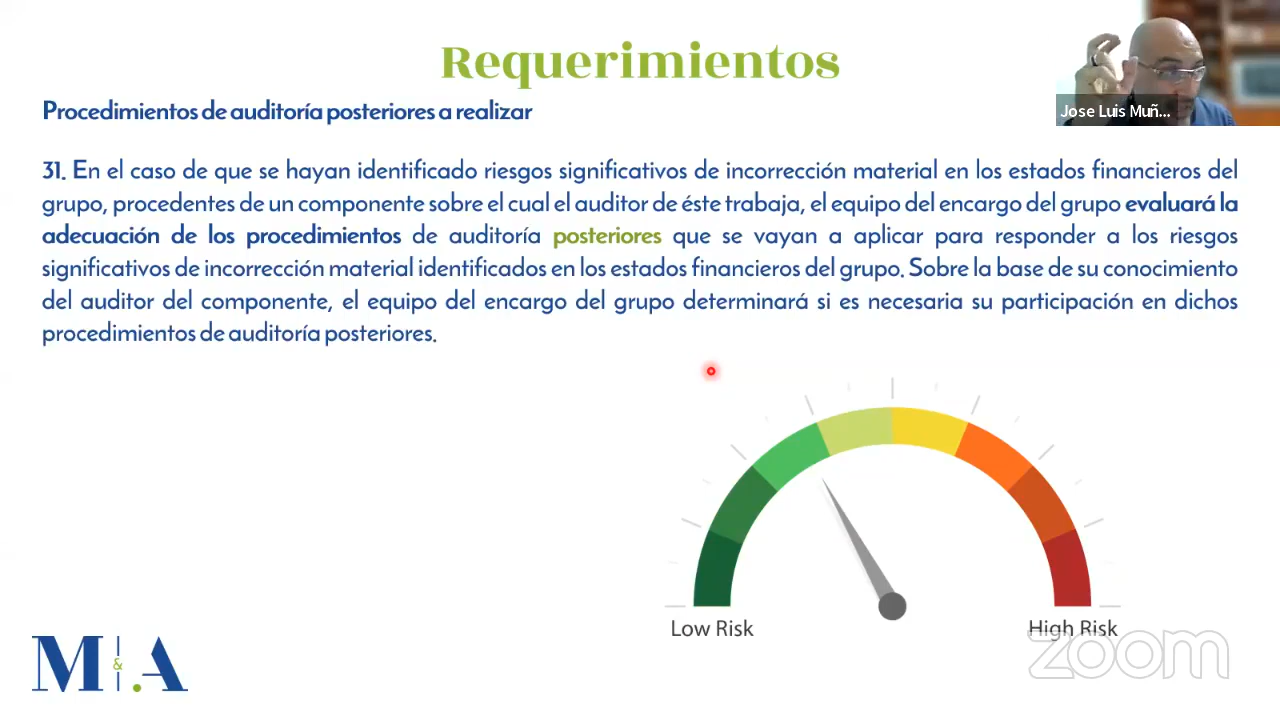 Requerimientos
Jose Luis Muñ...
Procedimientos de auditoría posteriores a realizar
31. En el caso de que se hayan identificado riesgos significativos de incorrección material en los estados financieros del
grupo, procedentes de un componente sobre el cual el auditor de éste trabaja, el equipo del encargo del grupo evaluará la
adecuación de los procedimientos de auditoría posteriores que se vayan a aplicar para responder a los riesgos
significativos de incorrección material identificados en los estados financieros del grupo. Sobre la base de su conocimiento
del auditor del componente, el equipo del encargo del grupo determinará si es necesaria su participación en dichos
procedimientos de auditoría posteriores.
Low Risk
High Risk
M&A
zoom